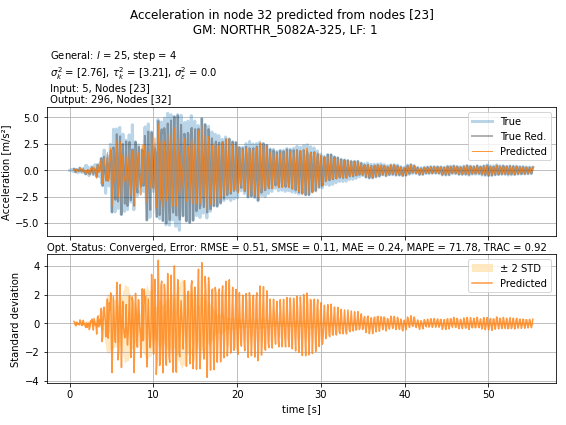 Acceleration in node 32 predicted from nodes [23]
GM: NORTHR_5082A-325, LF: 1
General: l = 25, step = 4
σ²ₖ = [2.76], τ²ₖ = [3.21], σ²ₑ = 0.0
Input: 5, Nodes [23]
Output: 296, Nodes [32]
Acceleration [m/s²]
5.0
2.5
0.0
−2.5
−5.0
True
True Red.
Predicted
Opt. Status: Converged, Error: RMSE = 0.51, SMSE = 0.11, MAE = 0.24, MAPE = 71.78, TRAC = 0.92
Standard deviation
4
2
0
−2
−4
± 2 STD
Predicted
0 10 20 30 40 50
time [s]